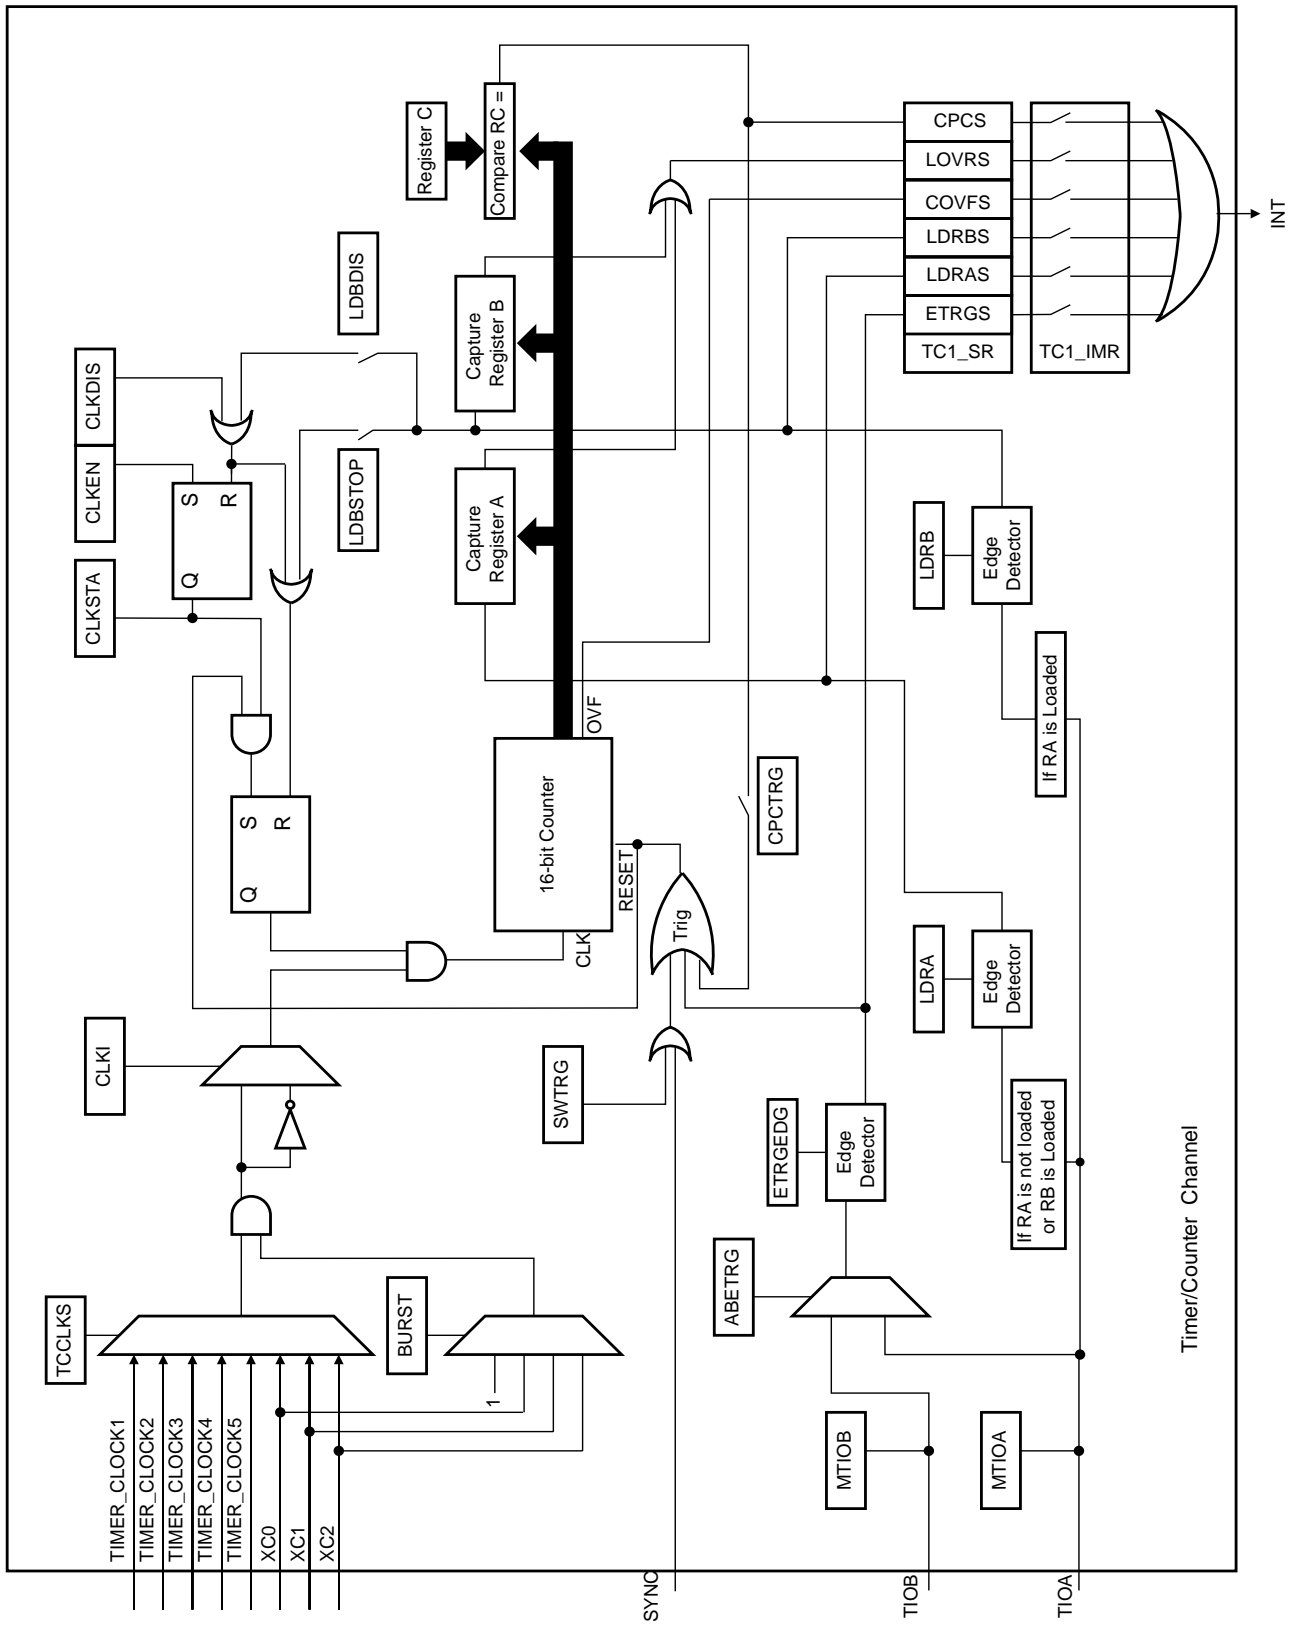 TCCLKS
TIMER_CLOCK1
TIMER_CLOCK2
TIMER_CLOCK3
TIMER_CLOCK4
TIMER_CLOCK5
XC0
XC1
XC2
CLKI
CLKSTA
CLKEN
CLKDIS
Q
S
R
Q
S
R
BURST
1
LDBSTOP
LDBDIS
Register C
Capture
Register A
Capture
Register B
Compare RC =
16-bit Counter
CLK
OVF
RESET
SWTRG
SYNC
Trig
CPCTRG
ABETRG
ETRGEDG
Edge
Detector
MTIOB
TIOB
MTIOA
TIOA
LDRA
Edge
Detector
If RA is not loaded
or RB is Loaded
LDRB
Edge
Detector
If RA is Loaded
CPCS
LOVRS
COVFS
LDRBS
LDRAS
ETRGS
TC1_SR
TC1_IMR
INT
Timer/Counter Channel